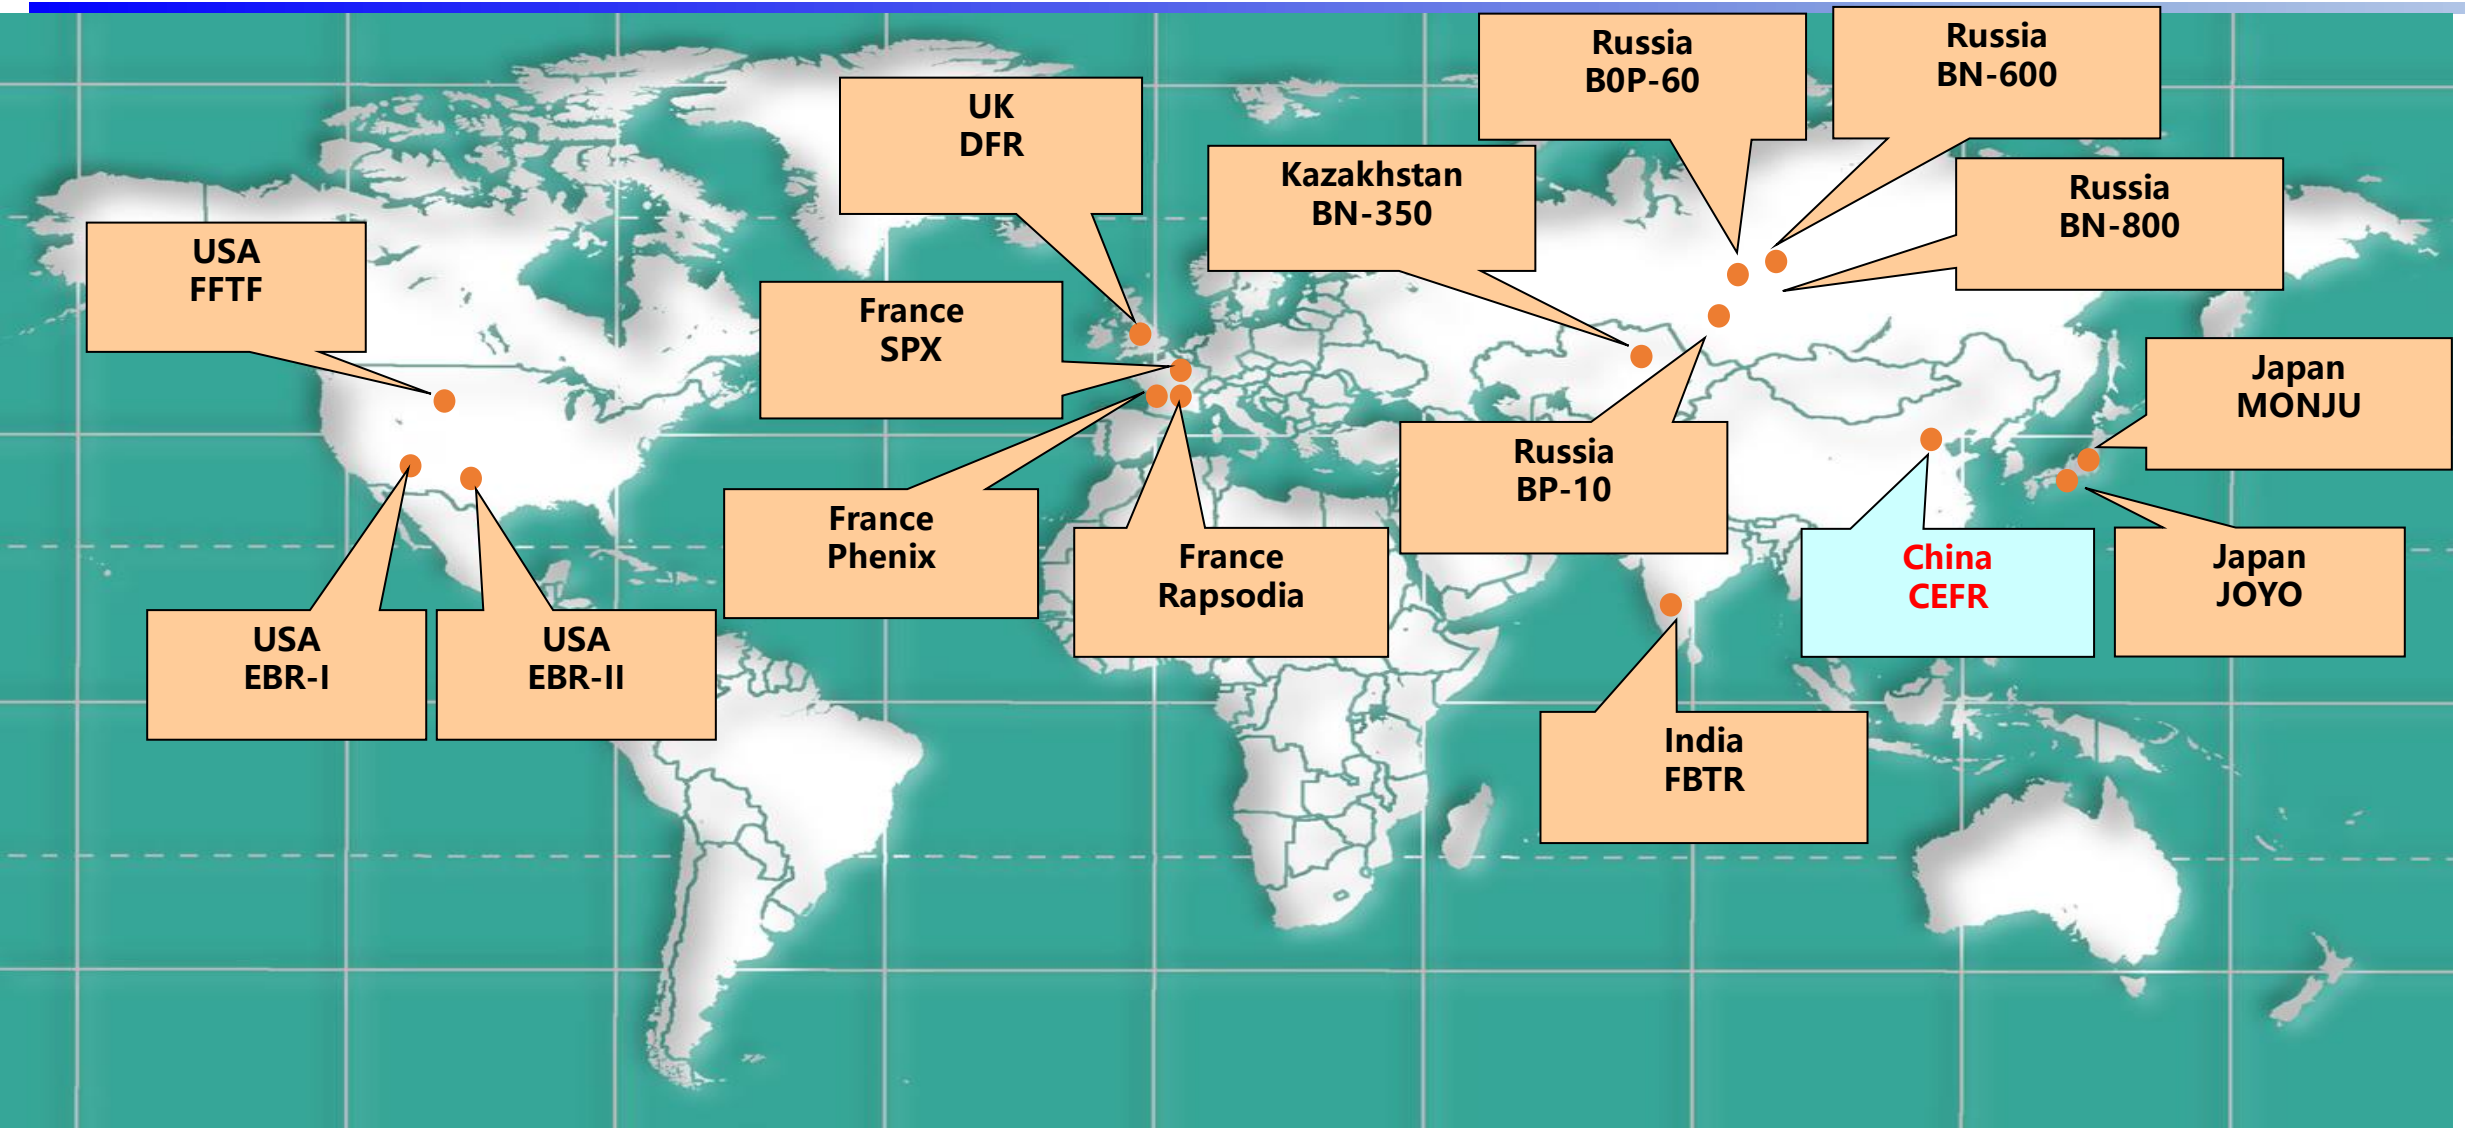 Russia
B0P-60
Russia
BN-600
UK
DFR
Kazakhstan
BN-350
Russia
BN-800
USA
FFTF
France
SPX
Japan
MONJU
Russia
BP-10
France
Phenix
France
Rapsodia
China
CEFR
Japan
JOYO
USA
EBR-I
USA
EBR-II
India
FBTR